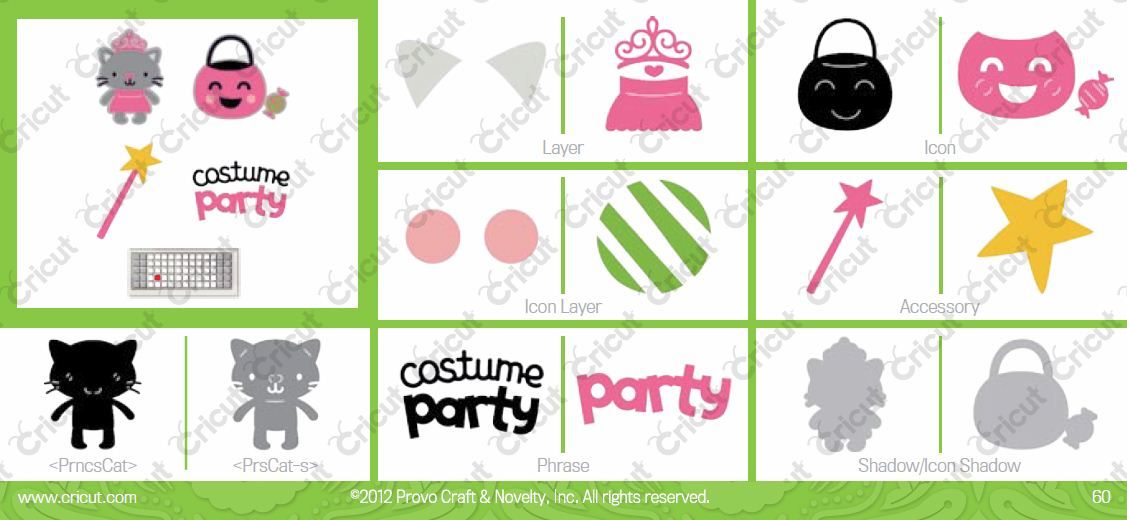 costume
party
Layer
Icon
Icon Layer
Accessory
<PrncsCat>
<PrsCat-s>
costume
party
party
Phrase
Shadow/Icon Shadow
www.cricut.com
©2012 Provo Craft & Novelty, Inc. All rights reserved.
60
Cricut